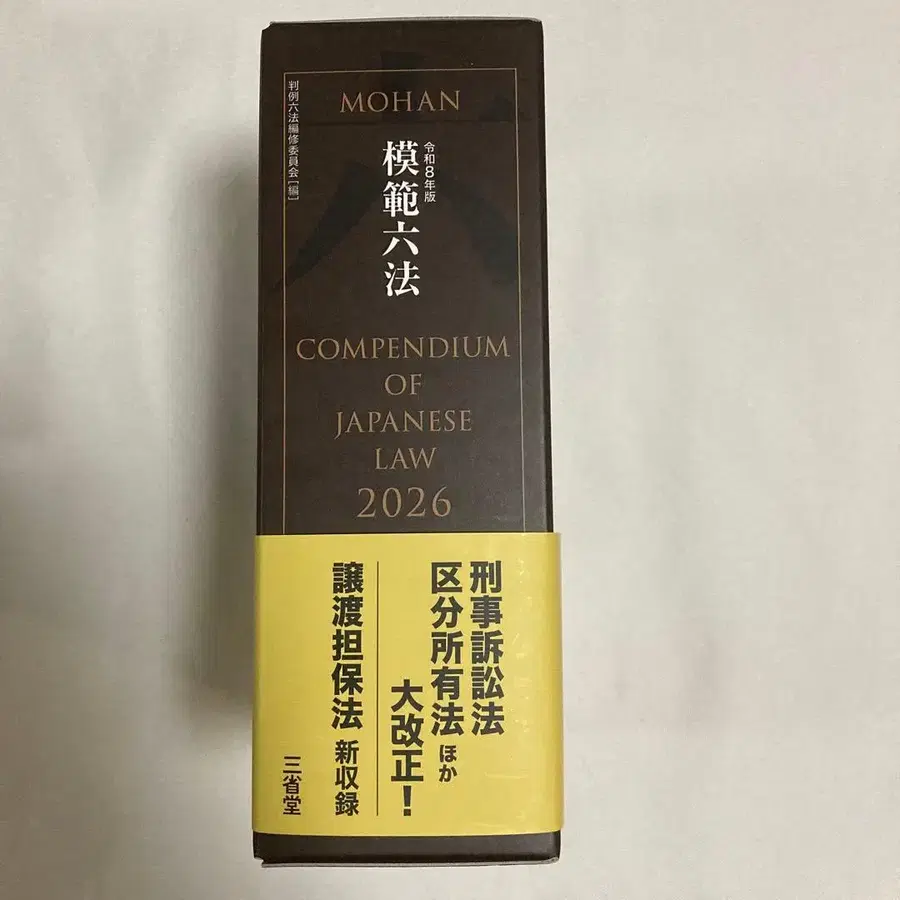 MOHAN
判例六法編修委員会[編]
令和8年版
模範六法
COMPENDIUM
OF
JAPANESE
LAW
2026
刑事訴訟法
区分所有法ほか
大改正!
譲渡担保法 新収録
三省堂